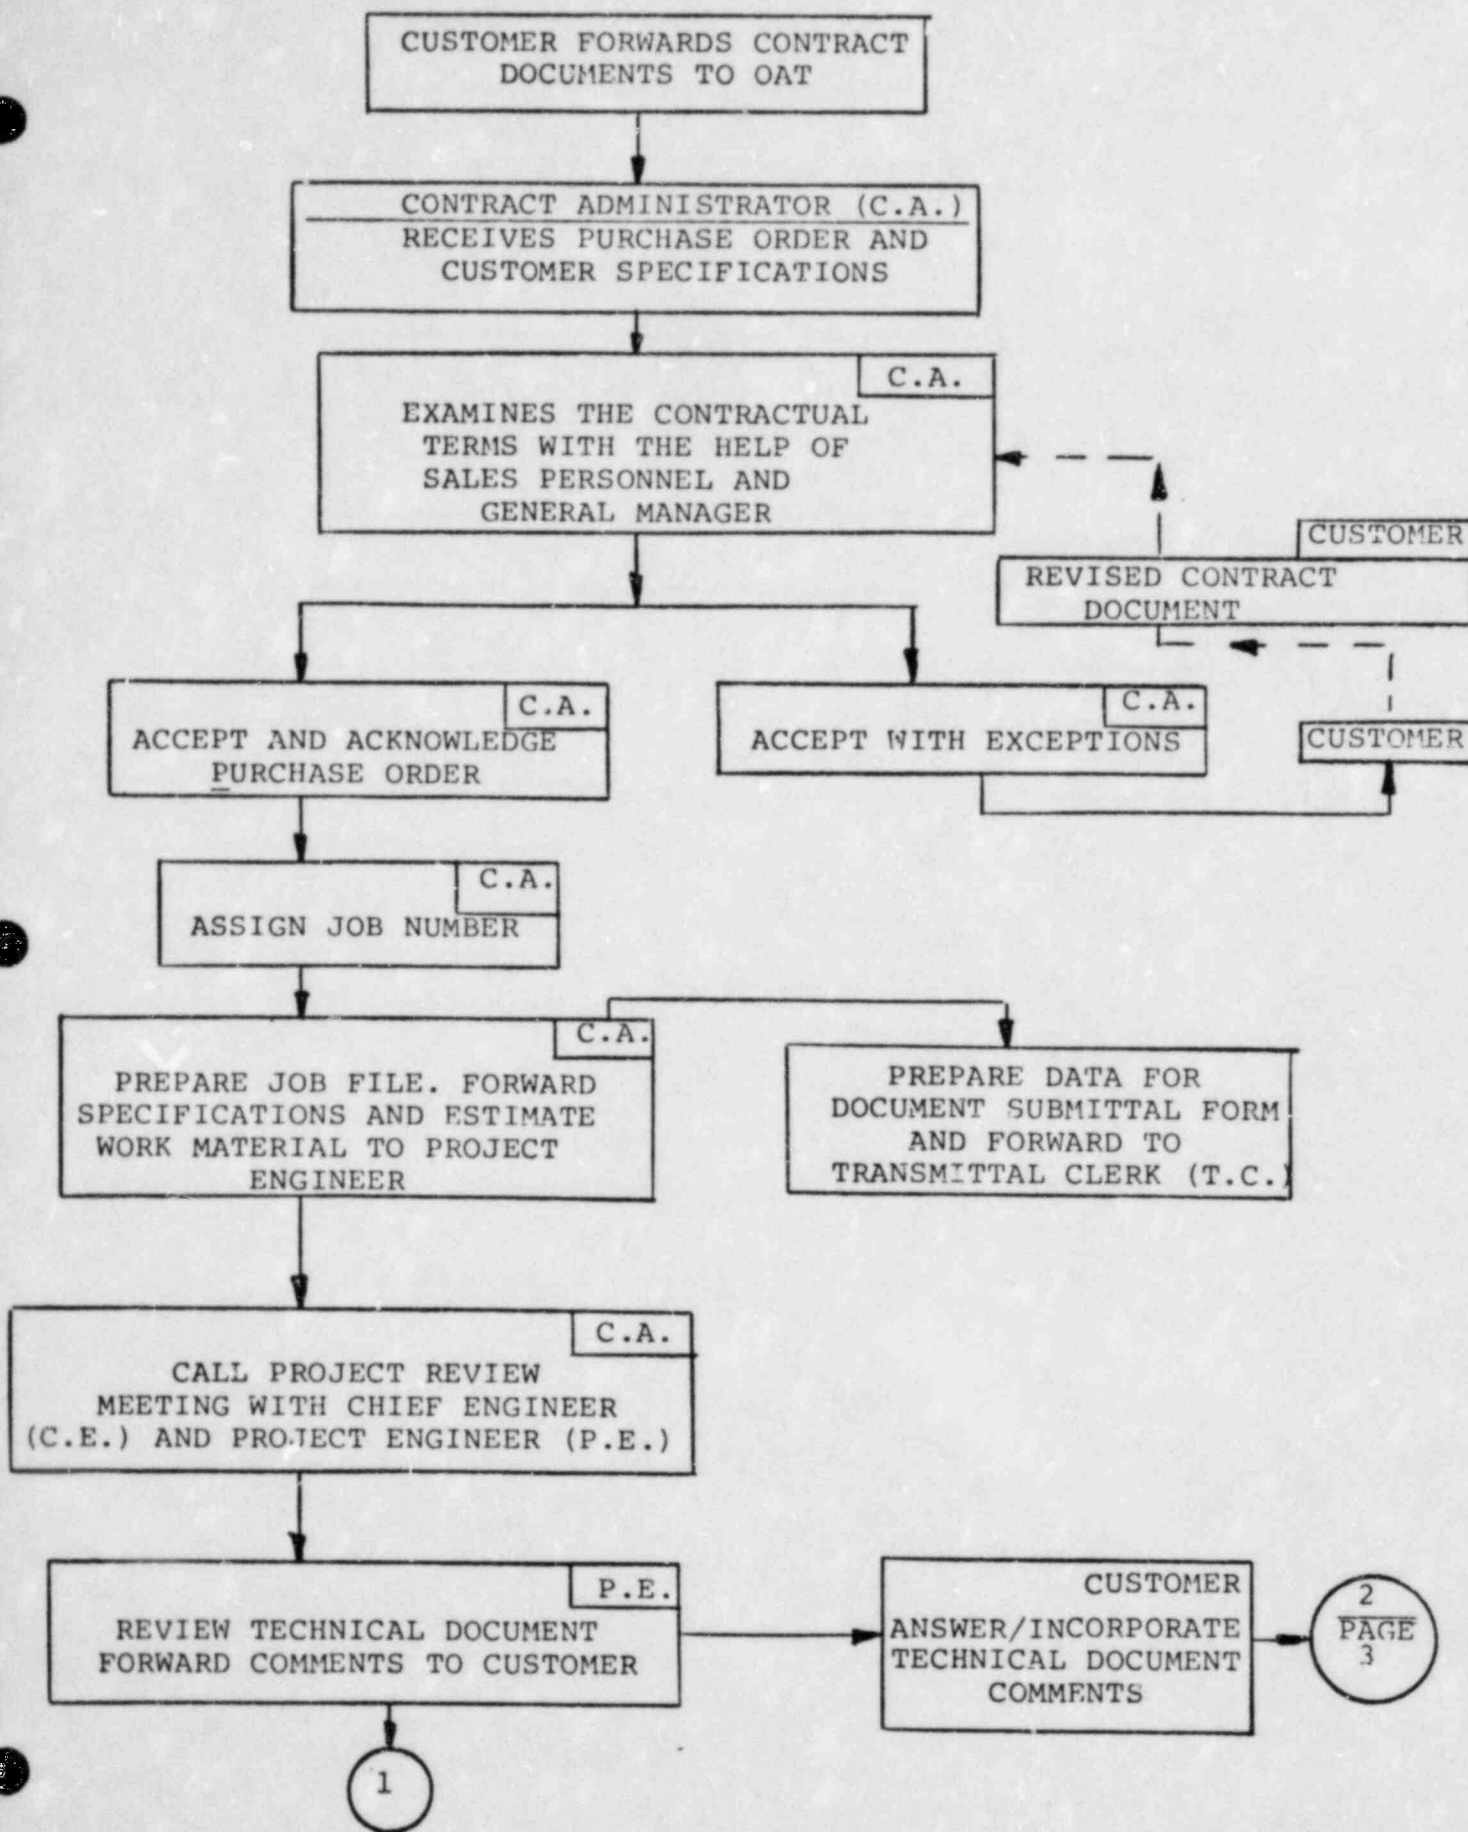 CUSTOMER FORWARDS CONTRACT
DOCUMENTS TO OAT
CONTRACT ADMINISTRATOR (C.A.)
RECEIVES PURCHASE ORDER AND
CUSTOMER SPECIFICATIONS
C.A.
EXAMINES THE CONTRACTUAL
TERMS WITH THE HELP OF
SALES PERSONNEL AND
GENERAL MANAGER
CUSTOMER
REVISED CONTRACT
DOCUMENT
C.A.
ACCEPT AND ACKNOWLEDGE
PURCHASE ORDER
C.A.
ACCEPT WITH EXCEPTIONS
CUSTOMER
C.A.
ASSIGN JOB NUMBER
C.A.
PREPARE JOB FILE. FORWARD
SPECIFICATIONS AND ESTIMATE
WORK MATERIAL TO PROJECT
ENGINEER
PREPARE DATA FOR
DOCUMENT SUBMITTAL FORM
AND FORWARD TO
TRANSMITTAL CLERK (T.C.)
C.A.
CALL PROJECT REVIEW
MEETING WITH CHIEF ENGINEER
(C.E.) AND PROJECT ENGINEER (P.E.)
P.E.
REVIEW TECHNICAL DOCUMENT
FORWARD COMMENTS TO CUSTOMER
CUSTOMER
ANSWER/INCORPORATE
TECHNICAL DOCUMENT
COMMENTS
2
PAGE
3
1